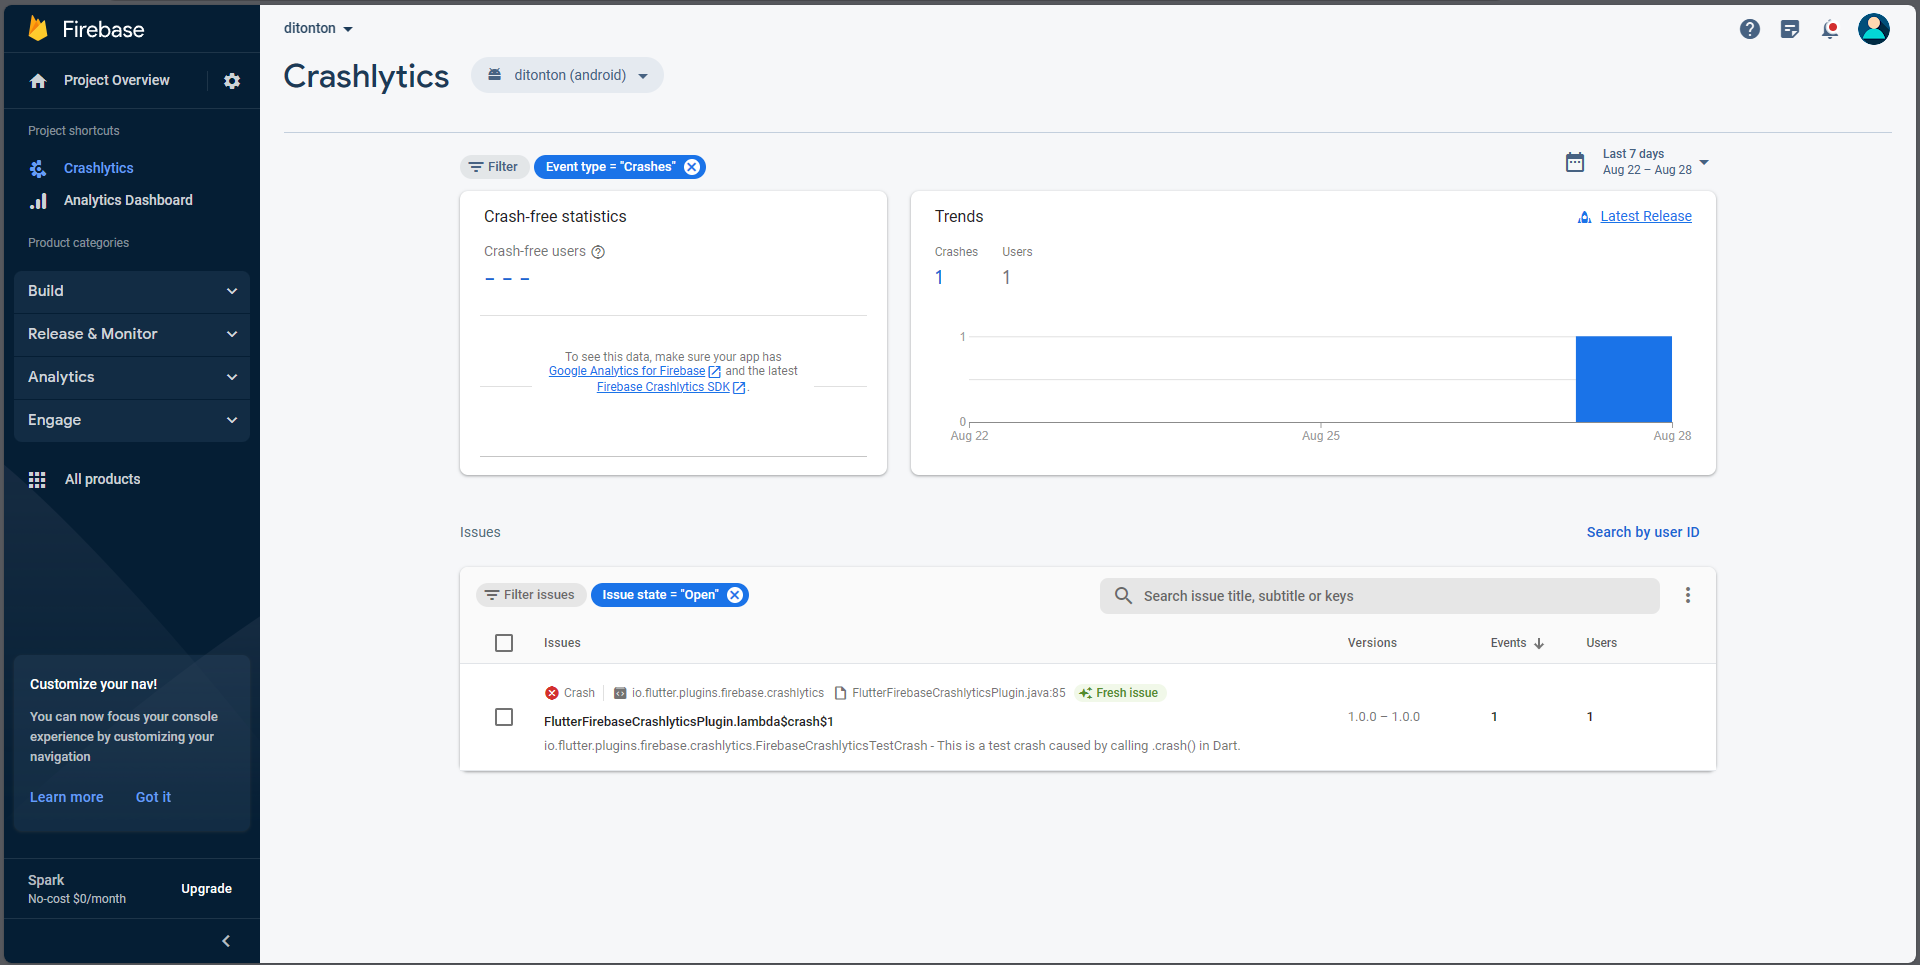 Firebase
Project Overview
Project shortcuts
Crashlytics
Analytics Dashboard
Product categories
Build
Release & Monitor
Analytics
Engage
All products
Customize your nav!
You can now focus your console
experience by customizing your
navigation
Learn more Got it
Spark
No-cost $0/month
Upgrade
ditonton
Crashlytics
ditonton (android)
Filter
Event type = "Crashes"
Last 7 days
Aug 22 – Aug 28
Crash-free statistics
Crash-free users
– – –
To see this data, make sure your app has
Google Analytics for Firebase and the latest
Firebase Crashlytics SDK .
Trends
Latest Release
Crashes Users
1 1
1
0
Aug 22 Aug 25 Aug 28
Issues
Search by user ID
Filter issues
Issue state = "Open"
Search issue title, subtitle or keys
Issues Versions Events Users
Crash io.flutter.plugins.firebase.crashlytics FlutterFirebaseCrashlyticsPlugin.java:85 Fresh issue
FlutterFirebaseCrashlyticsPlugin.lambda$crash$1
1.0.0 – 1.0.0 1 1
io.flutter.plugins.firebase.crashlytics.FirebaseCrashlyticsTestCrash - This is a test crash caused by calling .crash() in Dart.